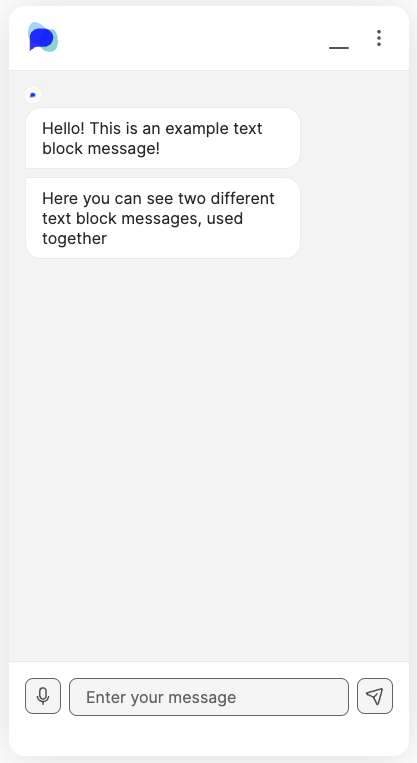 Hello! This is an example text
block message!
Here you can see two different
text block messages, used
together
Enter your message